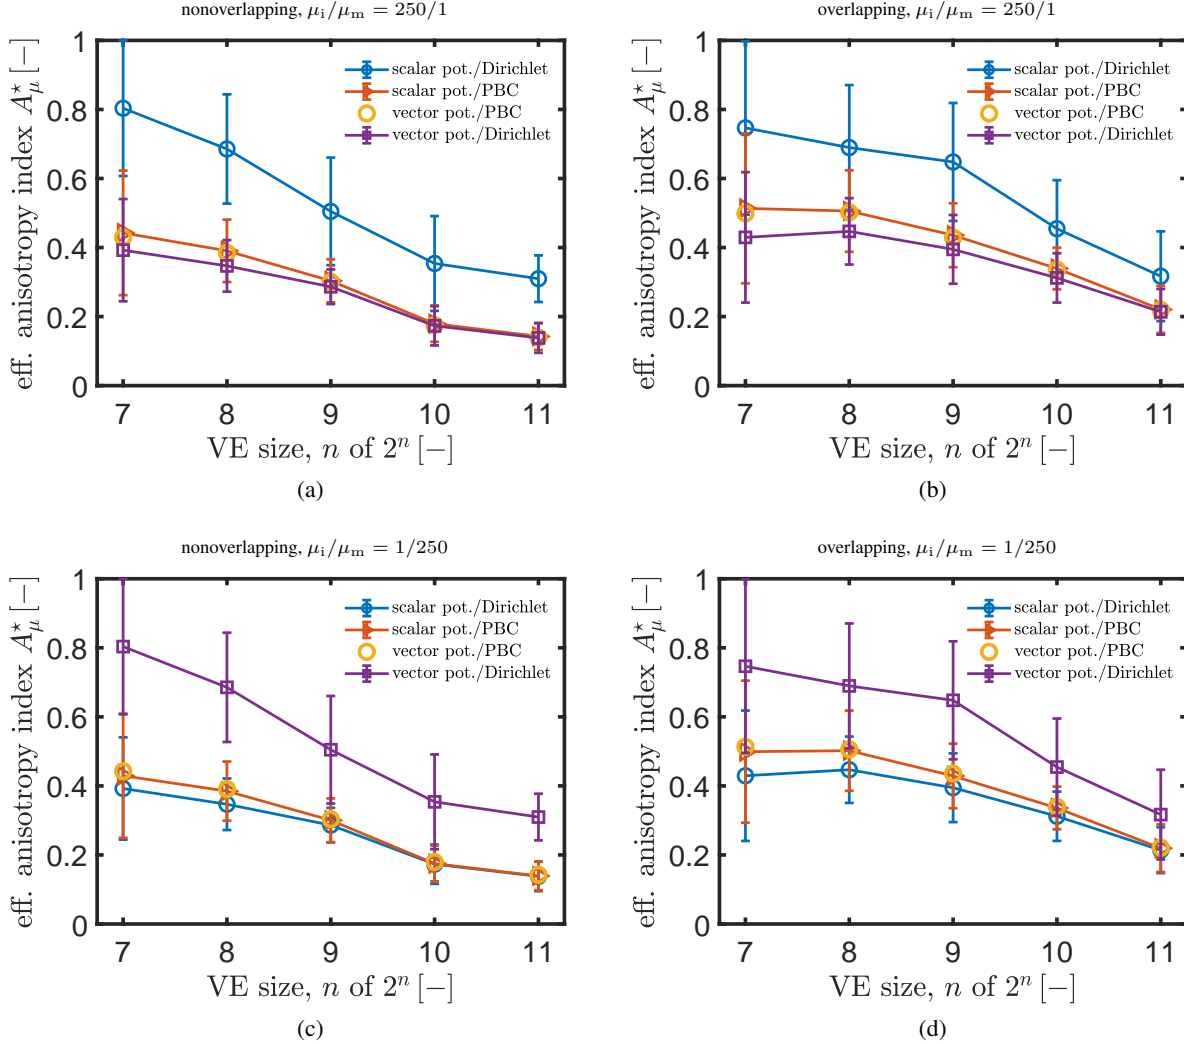 nonoverlapping, μi/μm = 250/1
eff. anisotropy index A⋆μ [−]
1
0.8
0.6
0.4
0.2
0
scalar pot./Dirichlet
scalar pot./PBC
vector pot./PBC
vector pot./Dirichlet
7 8 9 10 11
VE size, n of 2ⁿ [−]
(a)
overlapping, μi/μm = 250/1
eff. anisotropy index A⋆μ [−]
1
0.8
0.6
0.4
0.2
0
scalar pot./Dirichlet
scalar pot./PBC
vector pot./PBC
vector pot./Dirichlet
7 8 9 10 11
VE size, n of 2ⁿ [−]
(b)
nonoverlapping, μi/μm = 1/250
eff. anisotropy index A⋆μ [−]
1
0.8
0.6
0.4
0.2
0
scalar pot./Dirichlet
scalar pot./PBC
vector pot./PBC
vector pot./Dirichlet
7 8 9 10 11
VE size, n of 2ⁿ [−]
(c)
overlapping, μi/μm = 1/250
eff. anisotropy index A⋆μ [−]
1
0.8
0.6
0.4
0.2
0
scalar pot./Dirichlet
scalar pot./PBC
vector pot./PBC
vector pot./Dirichlet
7 8 9 10 11
VE size, n of 2ⁿ [−]
(d)